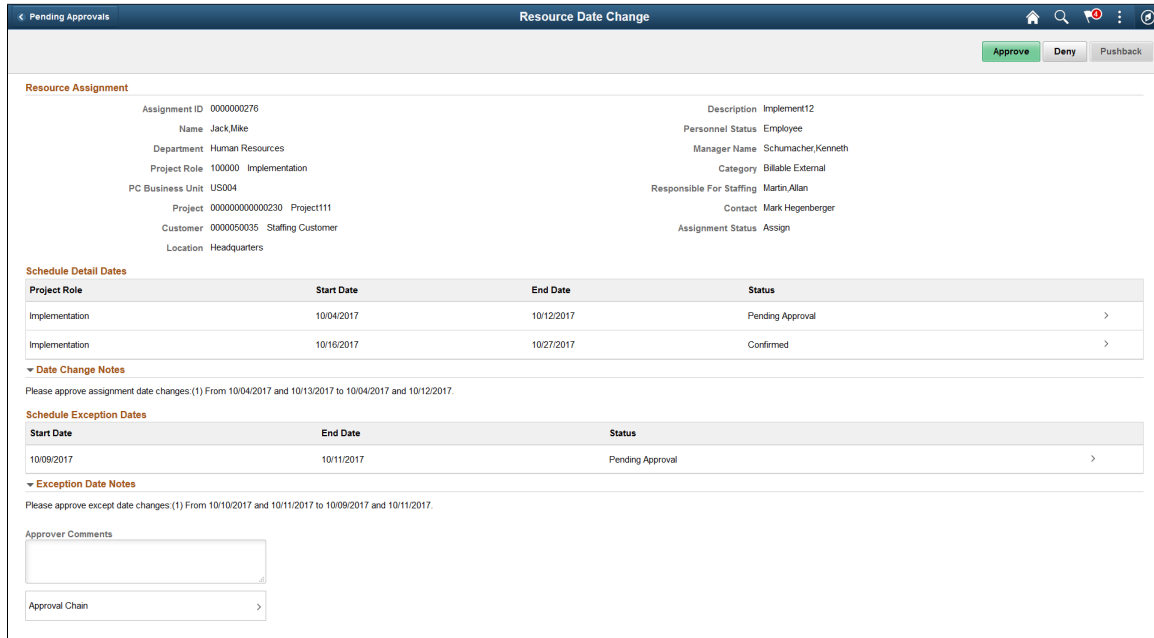 Pending Approvals
Resource Date Change
4
Approve Deny Pushback
Resource Assignment
Assignment ID 0000000276 Description Implement12
Name Jack,Mike Personnel Status Employee
Department Human Resources Manager Name Schumacher,Kenneth
Project Role 100000 Implementation Category Billable External
PC Business Unit US004 Responsible For Staffing Martin,Allan
Project 000000000000230 Project111 Contact Mark Hegenberger
Customer 0000050035 Staffing Customer Assignment Status Assign
Location Headquarters
Schedule Detail Dates
Project Role Start Date End Date Status
Implementation 10/04/2017 10/12/2017 Pending Approval
Implementation 10/16/2017 10/27/2017 Confirmed
Date Change Notes
Please approve assignment date changes:(1) From 10/04/2017 and 10/13/2017 to 10/04/2017 and 10/12/2017.
Schedule Exception Dates
Start Date End Date Status
10/09/2017 10/11/2017 Pending Approval
Exception Date Notes
Please approve except date changes:(1) From 10/10/2017 and 10/11/2017 to 10/09/2017 and 10/11/2017.
Approver Comments
Approval Chain